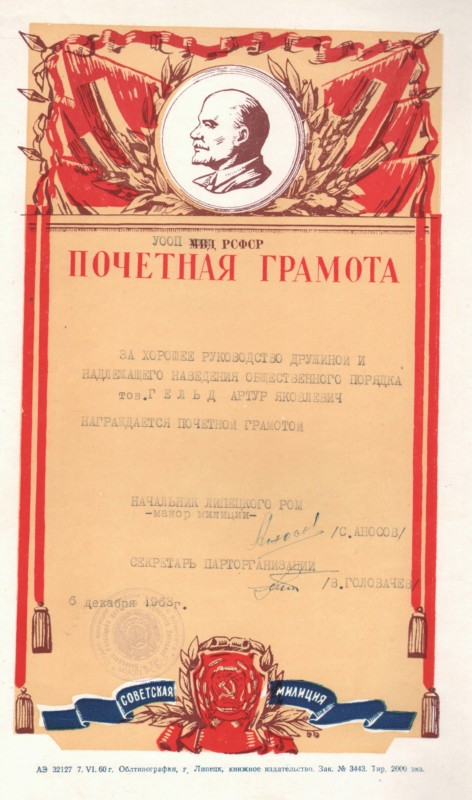 УООП МВД РСФСР
ПОЧЕТНАЯ ГРАМОТА
ЗА ХОРОШЕЕ РУКОВОДСТВО ДРУЖИНОЙ И
НАДЛЕЖАЩЕГО НАВЕДЕНИЯ ОБЩЕСТВЕННОГО ПОРЯДКА
тов. ГЕЛЬД АРТУР ЯКОВЛЕВИЧ
НАГРАЖДАЕТСЯ ПОЧЕТНОЙ ГРАМОТОЙ
НАЧАЛЬНИК ЛИПЕЦКОГО РОМ
-майор милиции-
/С.АНОСОВ/
СЕКРЕТАРЬ ПАРТОРГАНИЗАЦИИ
/В.ГОЛОВАЧЕВ/
6 декабря 1963г.
СОВЕТСКАЯ МИЛИЦИЯ
АЭ 32127 7. VI. 60 г. Облтипография, г. Липецк, книжное издательство. Зак. № 3443. Тир. 2000 экз.